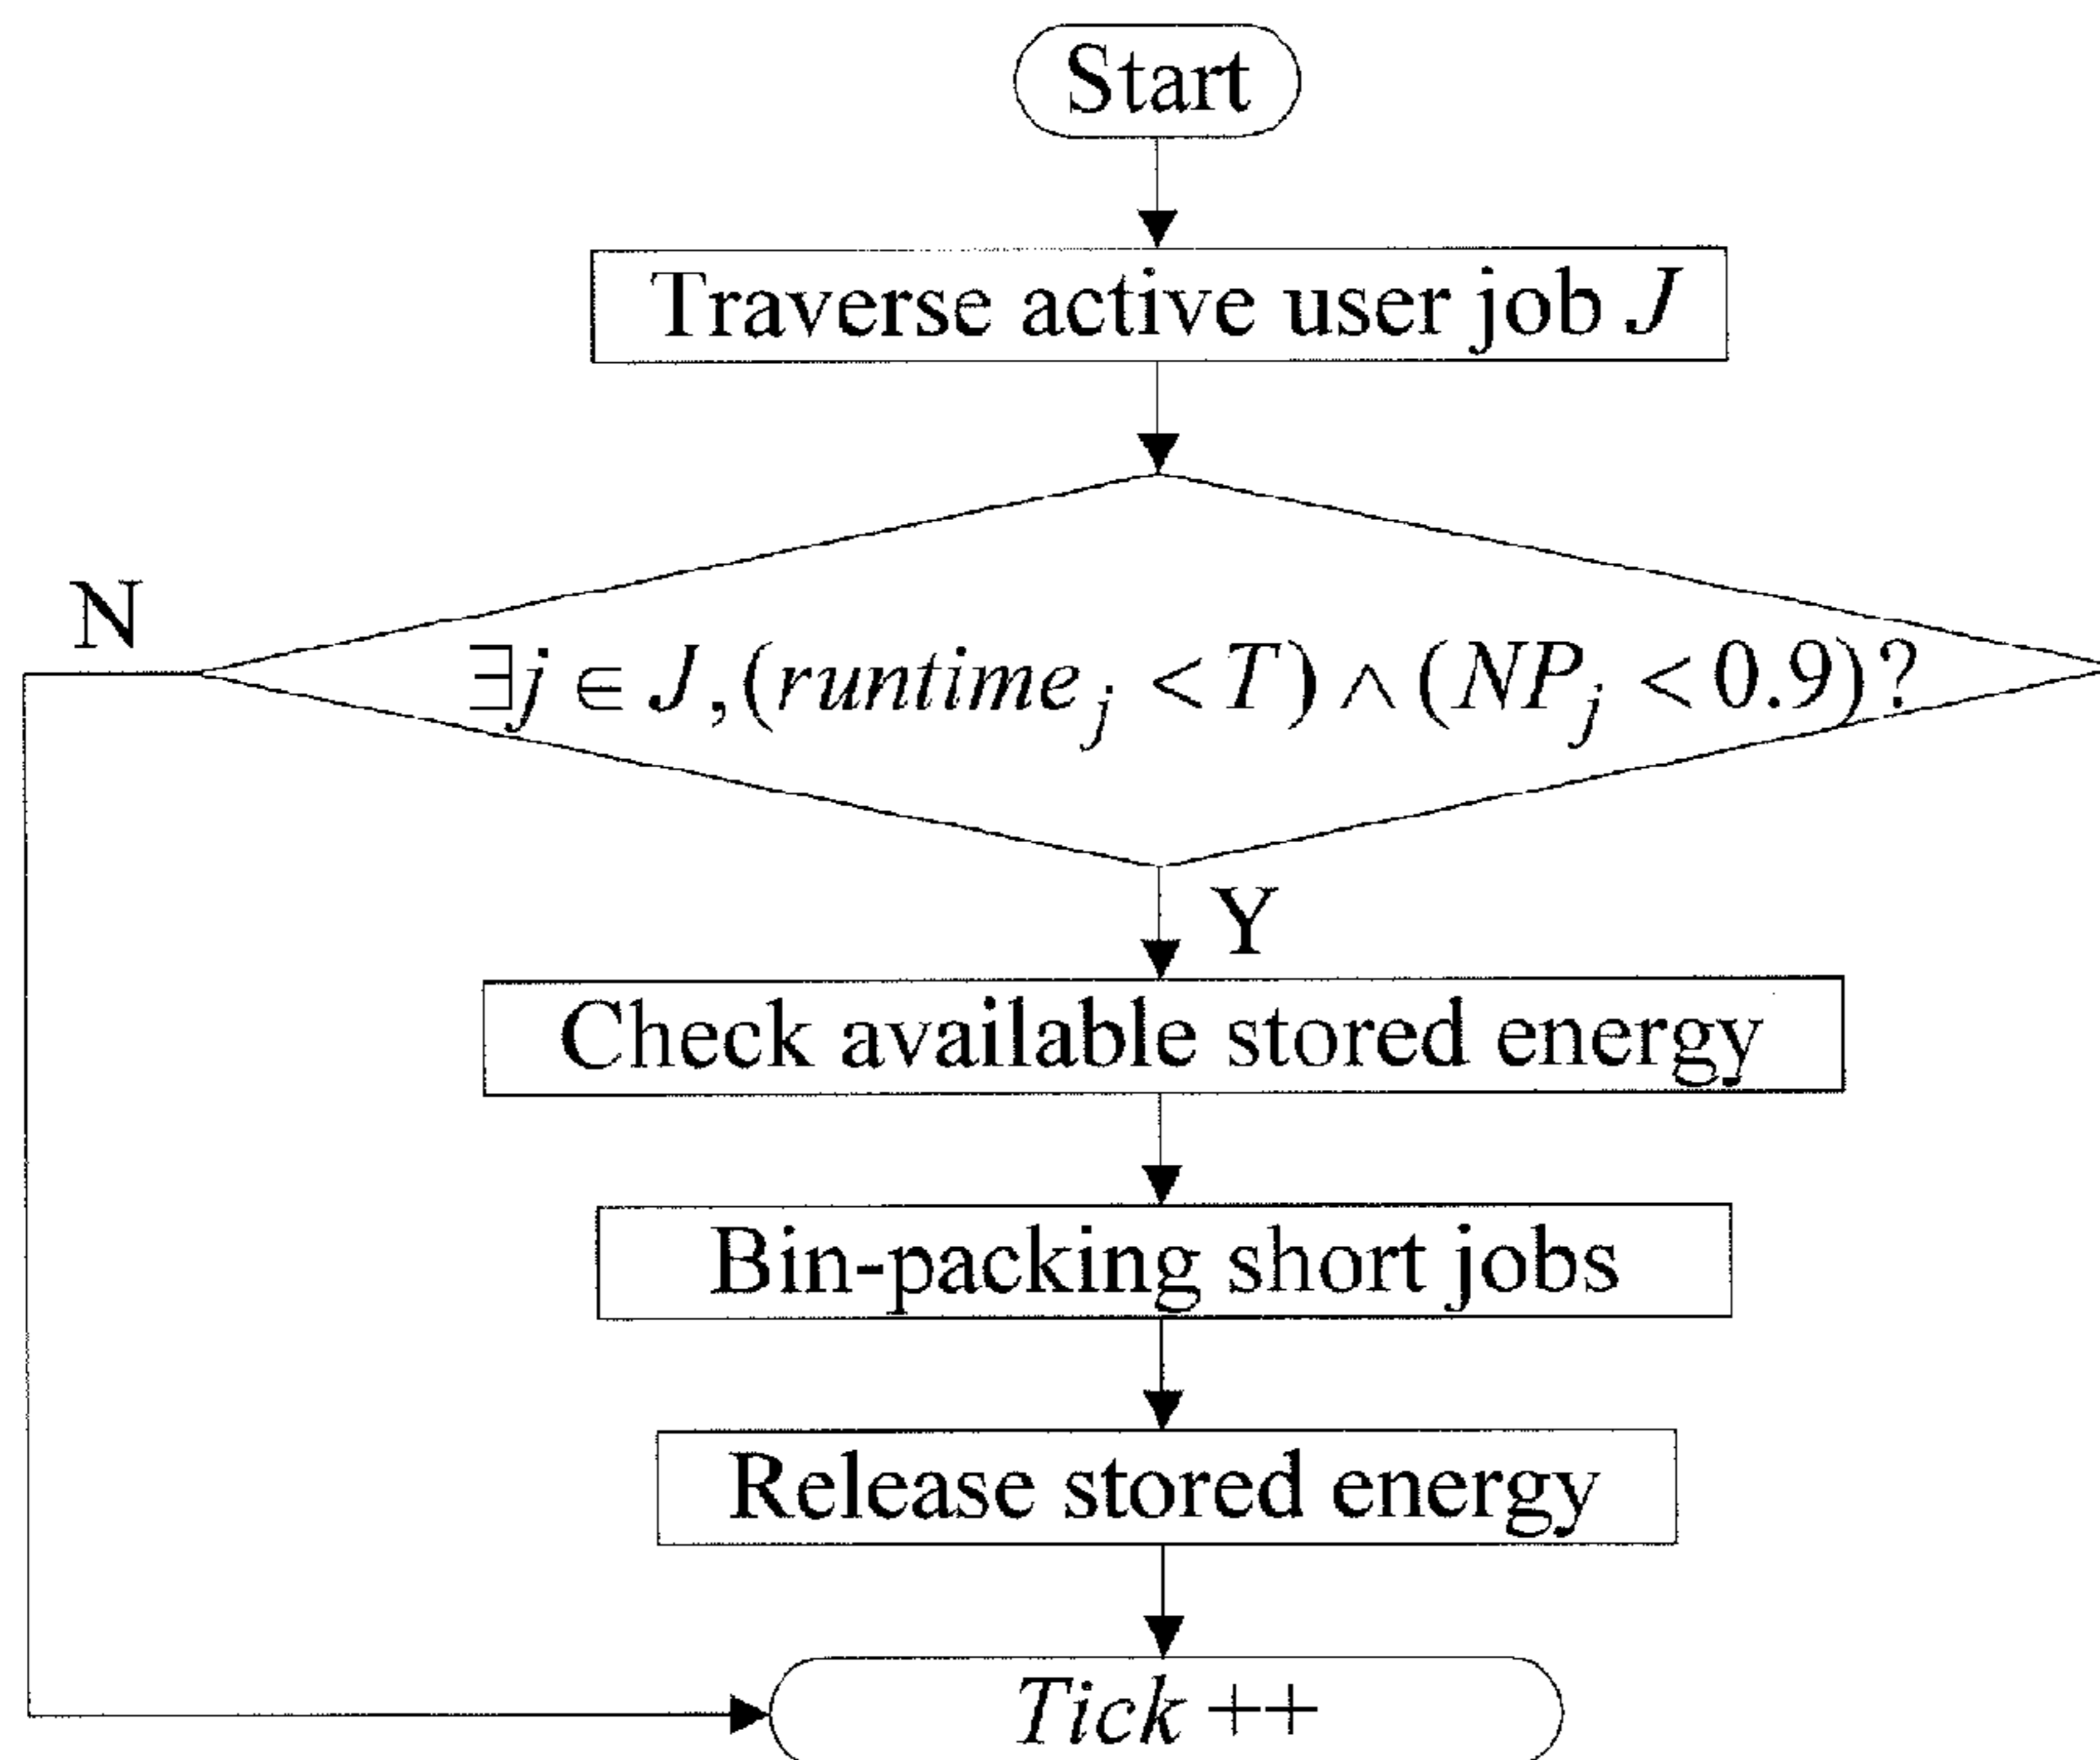 Start
Traverse active user job J
N
∃j ∈ J,(runtime_j < T) ∧ (NP_j < 0.9)?
Y
Check available stored energy
Bin-packing short jobs
Release stored energy
Tick ++